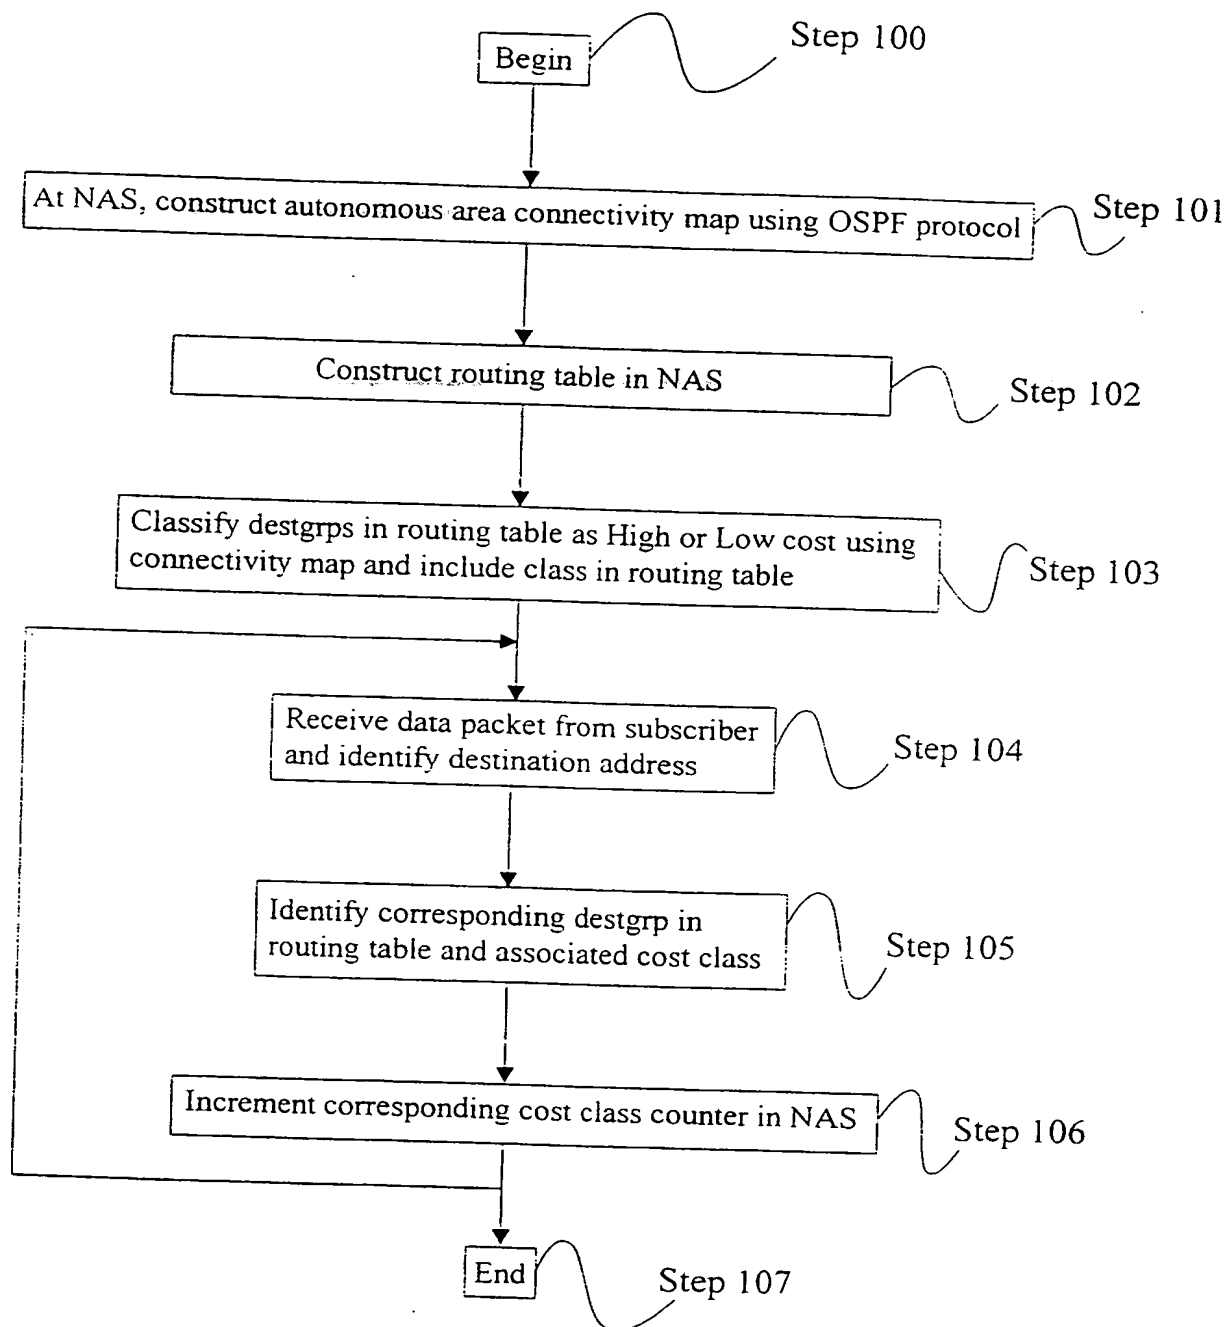 Begin
Step 100
At NAS, construct autonomous area connectivity map using OSPF protocol
Step 101
Construct routing table in NAS
Step 102
Classify destgrps in routing table as High or Low cost using
connectivity map and include class in routing table
Step 103
Receive data packet from subscriber
and identify destination address
Step 104
Identify corresponding destgrp in
routing table and associated cost class
Step 105
Increment corresponding cost class counter in NAS
Step 106
End
Step 107